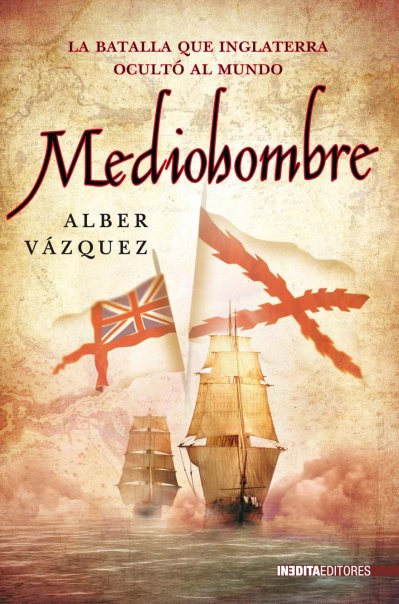 LA BATALLA QUE INGLATERRA
OCULTÓ AL MUNDO
Mediohombre
ALBER
VÁZQUEZ
INEDITAEDITORES